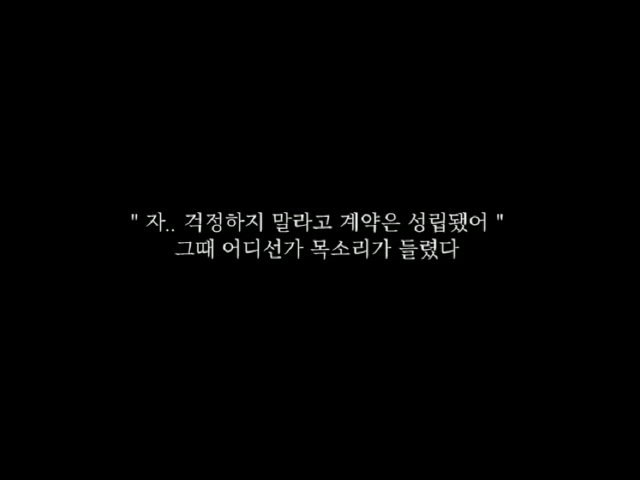 " 자.. 걱정하지 말라고 계약은 성립됐어 "
그때 어디선가 목소리가 들렸다